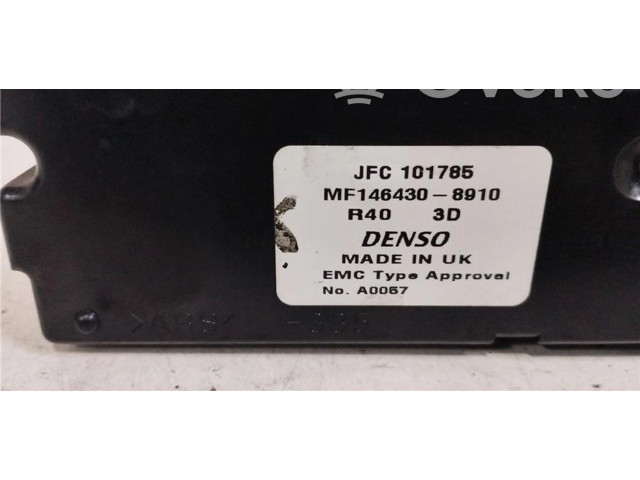 JFC 101785
MF146430-8910
R40 3D
DENSO
MADE IN UK
EMC Type Approval
No. A0057